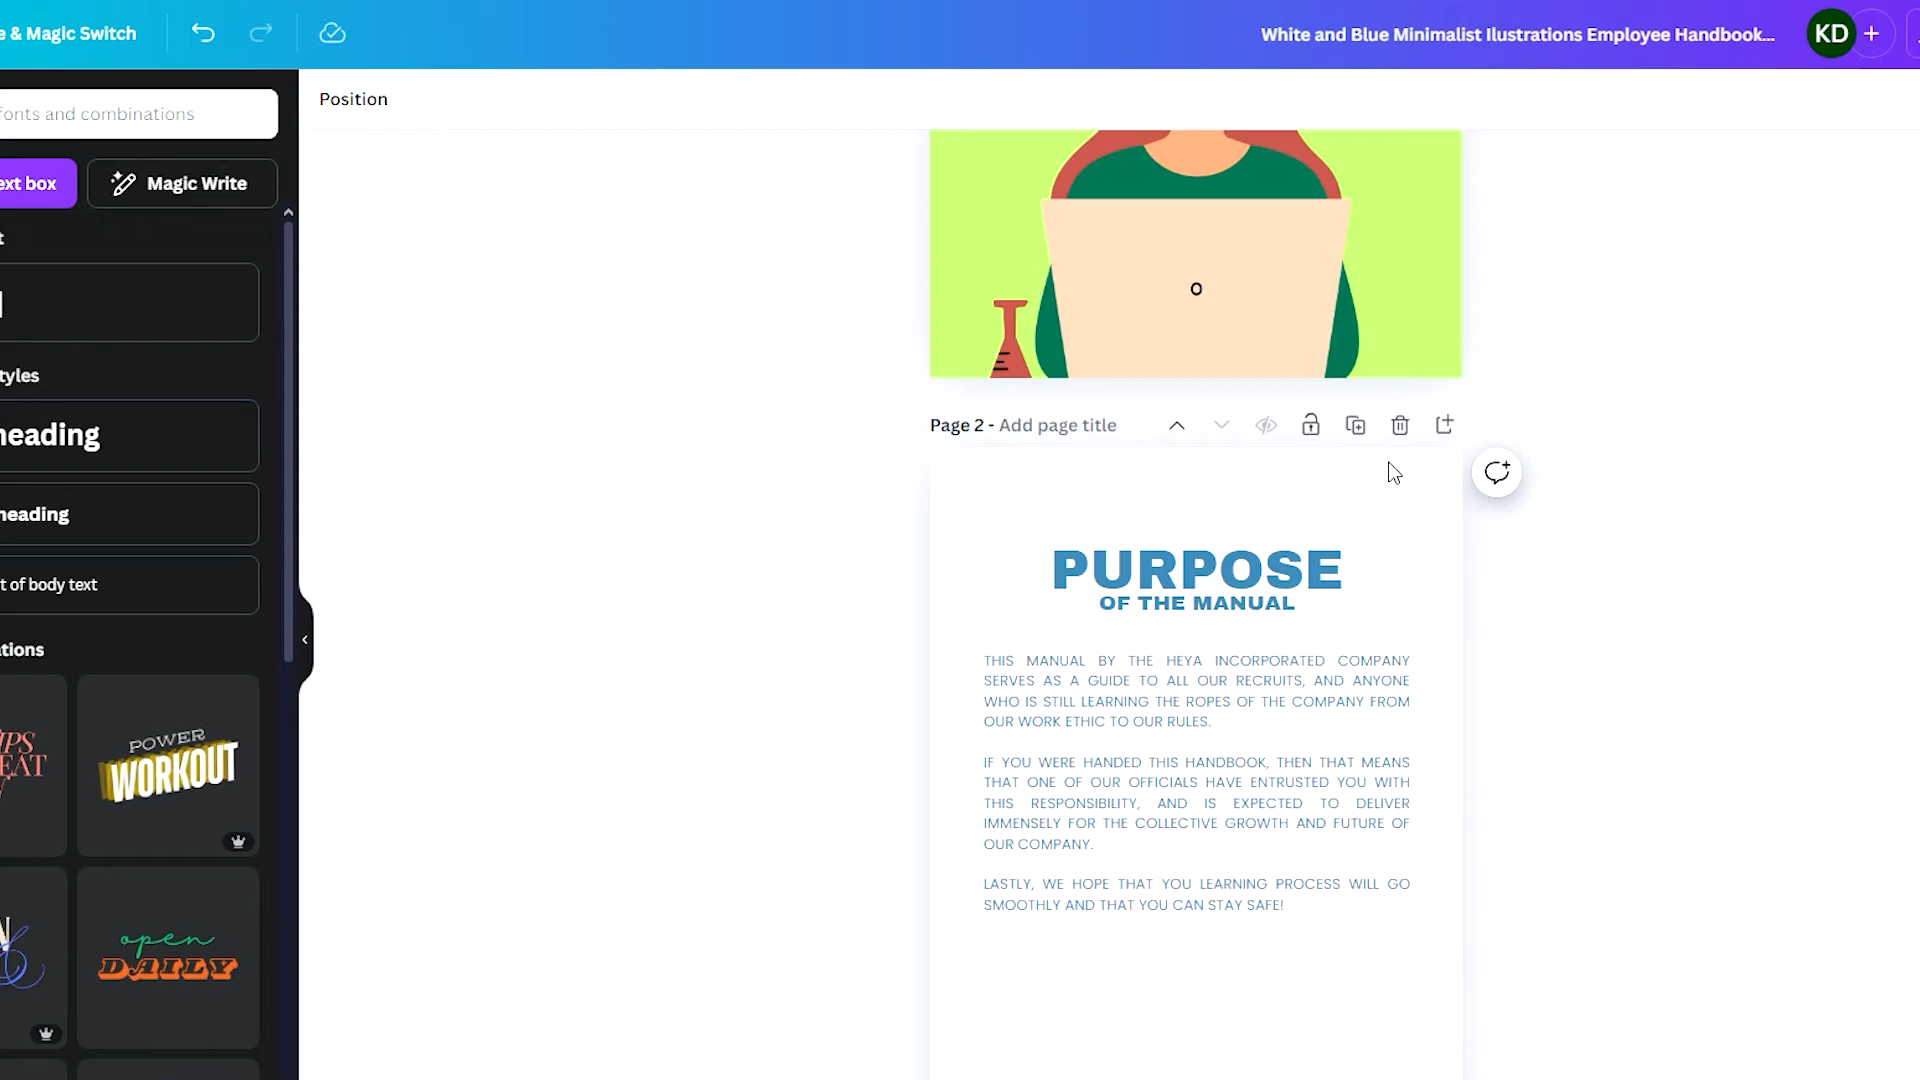 e & Magic Switch
White and Blue Minimalist Ilustrations Employee Handbook...
KD
fonts and combinations
Position
ext box
Magic Write
t
tyles
heading
heading
t of body text
ations
IPS
EAT
POWER
WORKOUT
N
open
DAILY
Page 2 - Add page title
PURPOSE
OF THE MANUAL
THIS MANUAL BY THE HEYA INCORPORATED COMPANY
SERVES AS A GUIDE TO ALL OUR RECRUITS, AND ANYONE
WHO IS STILL LEARNING THE ROPES OF THE COMPANY FROM
OUR WORK ETHIC TO OUR RULES.
IF YOU WERE HANDED THIS HANDBOOK, THEN THAT MEANS
THAT ONE OF OUR OFFICIALS HAVE ENTRUSTED YOU WITH
THIS RESPONSIBILITY, AND IS EXPECTED TO DELIVER
IMMENSELY FOR THE COLLECTIVE GROWTH AND FUTURE OF
OUR COMPANY.
LASTLY, WE HOPE THAT YOU LEARNING PROCESS WILL GO
SMOOTHLY AND THAT YOU CAN STAY SAFE!